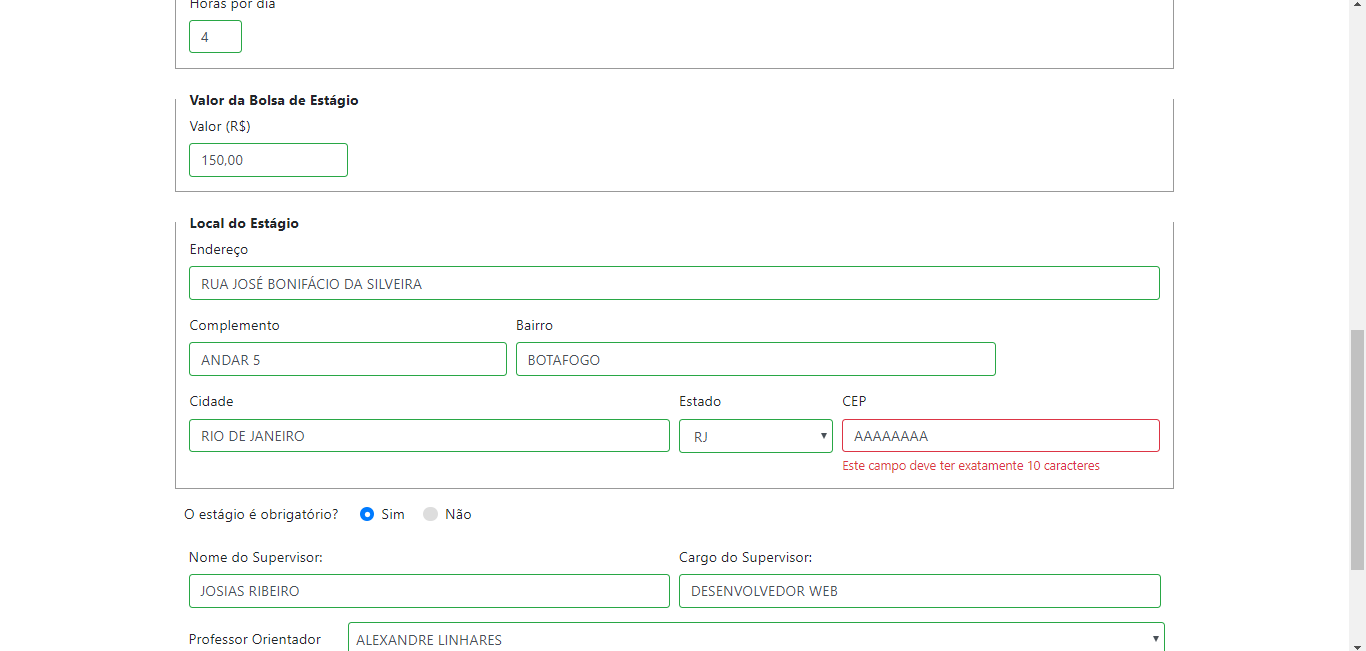 Horas por dia
4
Valor da Bolsa de Estágio
Valor (R$)
150,00
Local do Estágio
Endereço
RUA JOSÉ BONIFÁCIO DA SILVEIRA
Complemento Bairro
ANDAR 5 BOTAFOGO
Cidade Estado CEP
RIO DE JANEIRO RJ AAAAAAAA
Este campo deve ter exatamente 10 caracteres
O estágio é obrigatório? Sim Não
Nome do Supervisor: Cargo do Supervisor:
JOSIAS RIBEIRO DESENVOLVEDOR WEB
Professor Orientador ALEXANDRE LINHARES